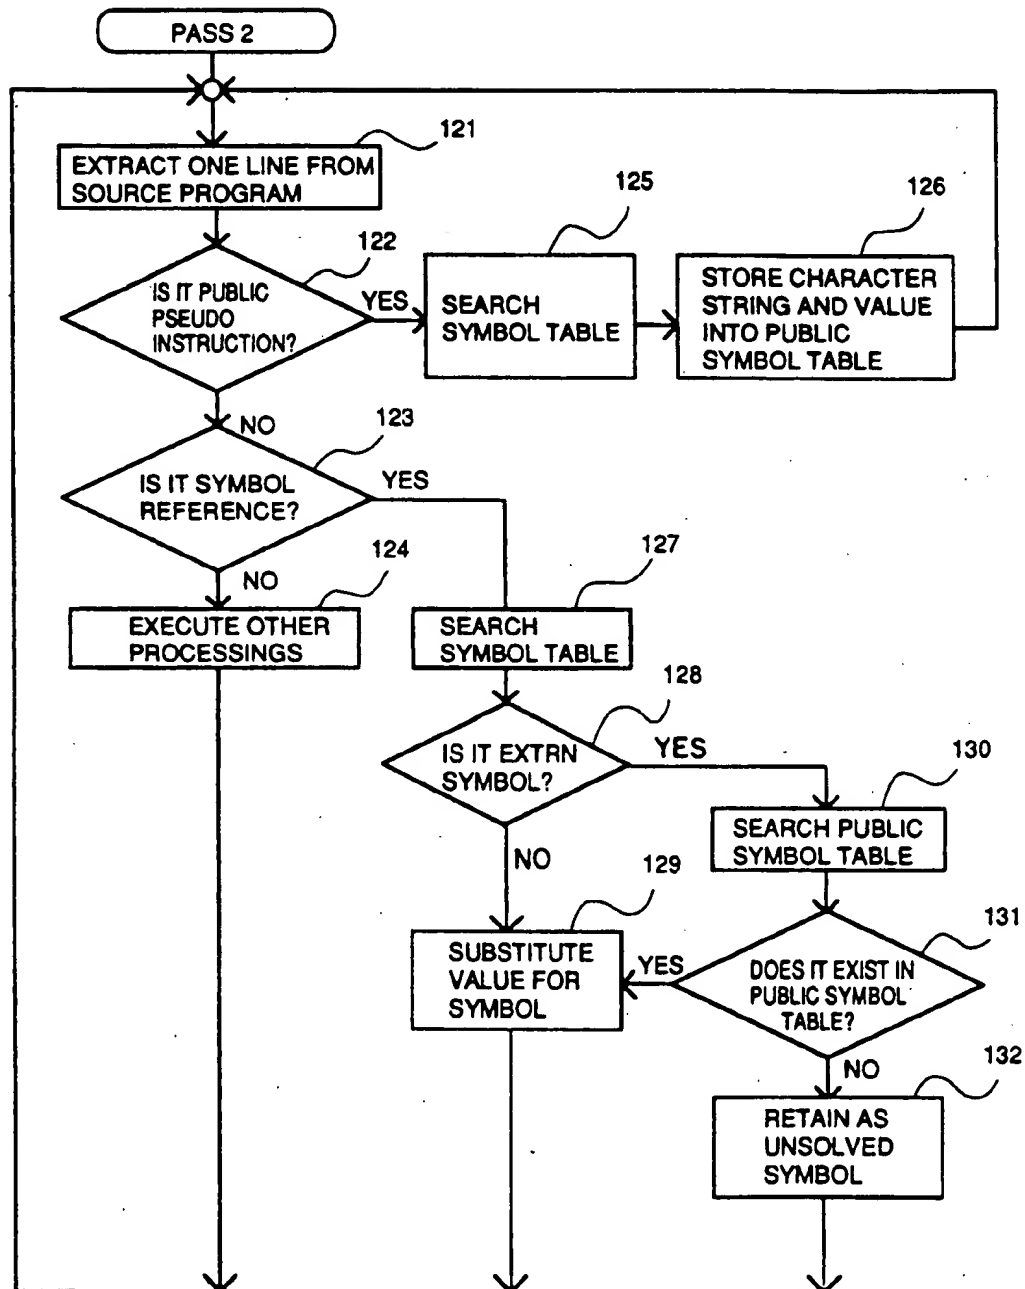 PASS 2
121
EXTRACT ONE LINE FROM
SOURCE PROGRAM
122
IS IT PUBLIC
PSEUDO
INSTRUCTION?
YES
125
SEARCH
SYMBOL TABLE
126
STORE CHARACTER
STRING AND VALUE
INTO PUBLIC
SYMBOL TABLE
NO
123
IS IT SYMBOL
REFERENCE?
YES
NO
124
EXECUTE OTHER
PROCESSINGS
127
SEARCH
SYMBOL TABLE
128
IS IT EXTRN
SYMBOL?
YES
130
SEARCH PUBLIC
SYMBOL TABLE
NO
129
SUBSTITUTE
VALUE FOR
SYMBOL
YES
131
DOES IT EXIST IN
PUBLIC SYMBOL
TABLE?
NO
132
RETAIN AS
UNSOLVED
SYMBOL